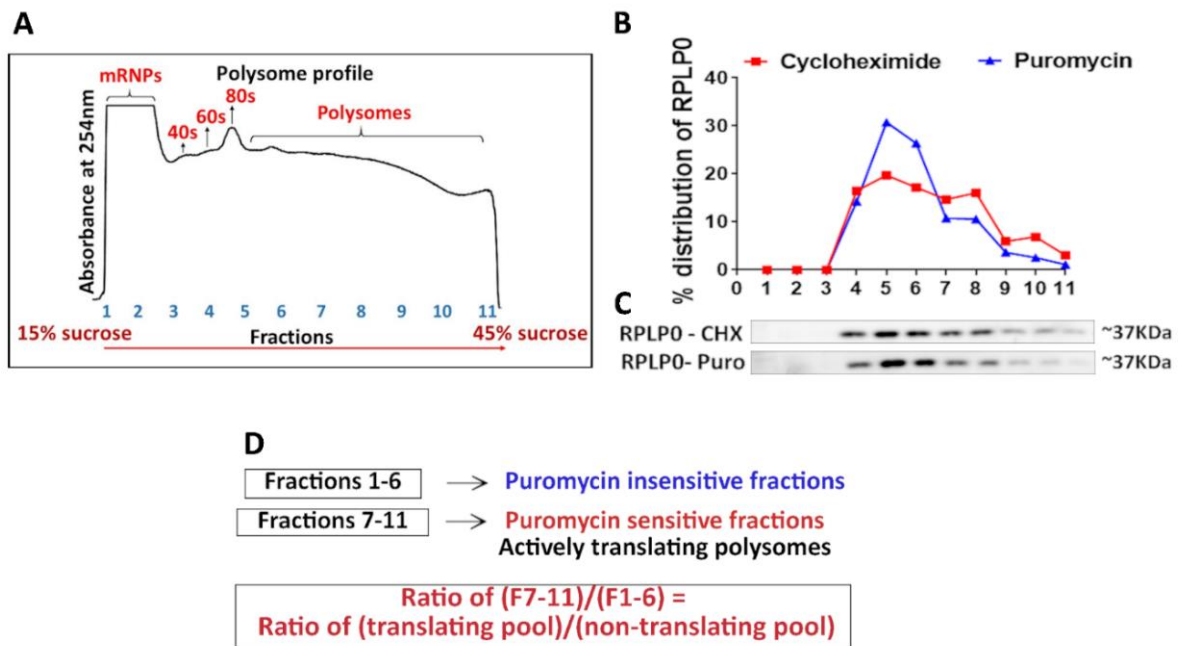 A
Polysome profile
mRNPs
40s
60s
80s
Polysomes
Absorbance at 254nm
1 2 3 4 5 6 7 8 9 10 11
15% sucrose
Fractions
45% sucrose
B
Cycloheximide
Puromycin
% distribution of RPLP0
40
30
20
10
0
0 1 2 3 4 5 6 7 8 9 10 11
C
RPLP0 - CHX
~37KDa
RPLP0- Puro
~37KDa
D
Fractions 1-6
Puromycin insensitive fractions
Fractions 7-11
Puromycin sensitive fractions
Actively translating polysomes
Ratio of (F7-11)/(F1-6) =
Ratio of (translating pool)/(non-translating pool)